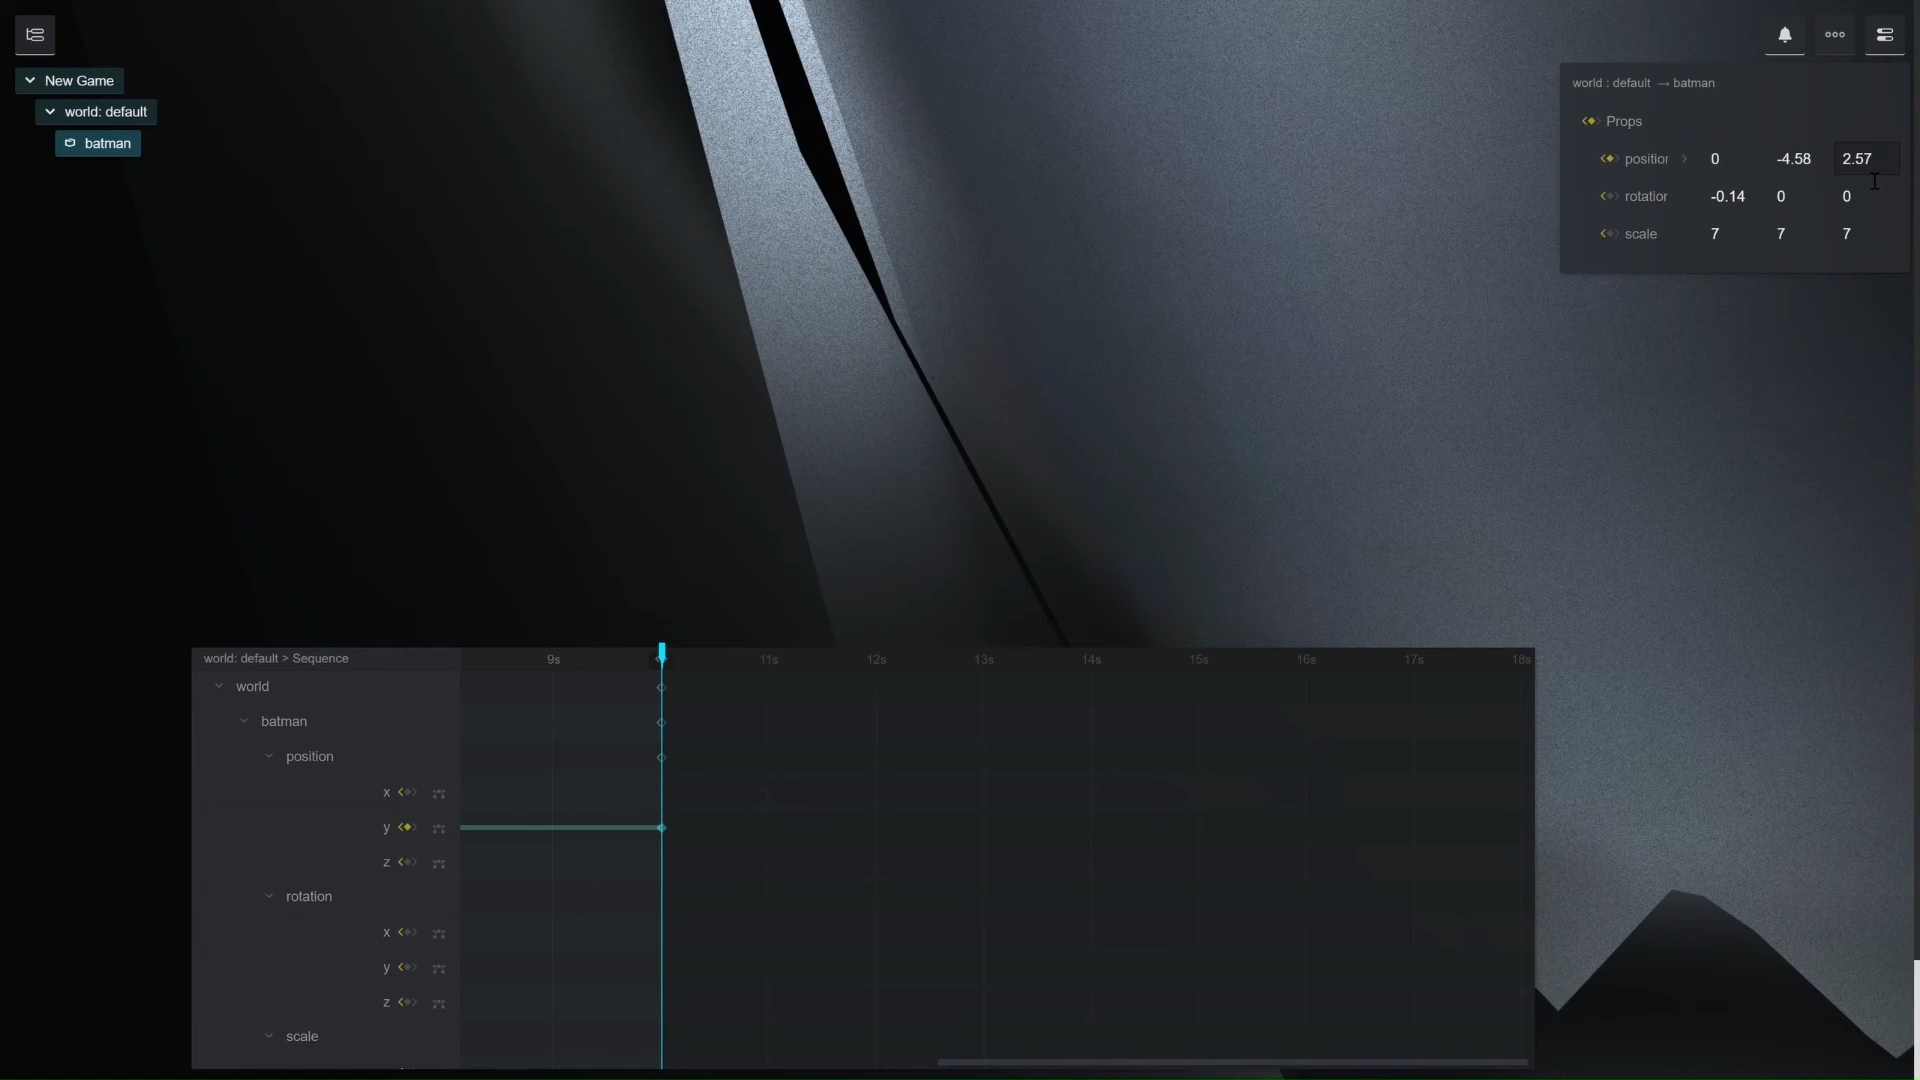 New Game
world: default
batman
world : default → batman
Props
position 0 -4.58 2.57
rotation -0.14 0 0
scale 7 7 7
world: default > Sequence
9s 11s 12s 13s 14s 15s 16s 17s 18s
world
batman
position
x
y
z
rotation
x
y
z
scale